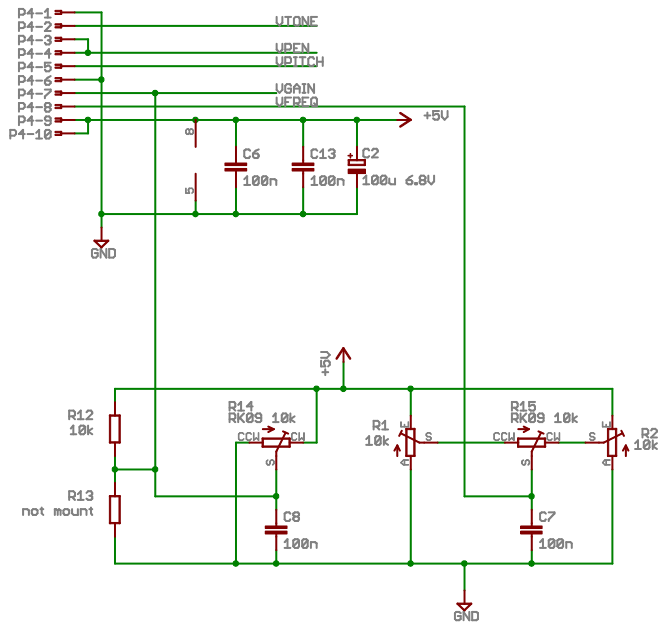 P4-1
P4-2 VTONE
P4-3
P4-4 VPEN
P4-5 VPITCH
P4-6
P4-7 VGAIN
P4-8 VFREQ
P4-9 +5V
P4-10
8
5
C6
100n
C13
100n
+
C2
100u 6.8V
GND
+5V
R12
10k
R13
not mount
R14
RK09 10k
CCW
CW
S
C8
100n
R1
10k
E
S
A
R15
RK09 10k
CCW
CW
S
C7
100n
S
E
A
R2
10k
GND